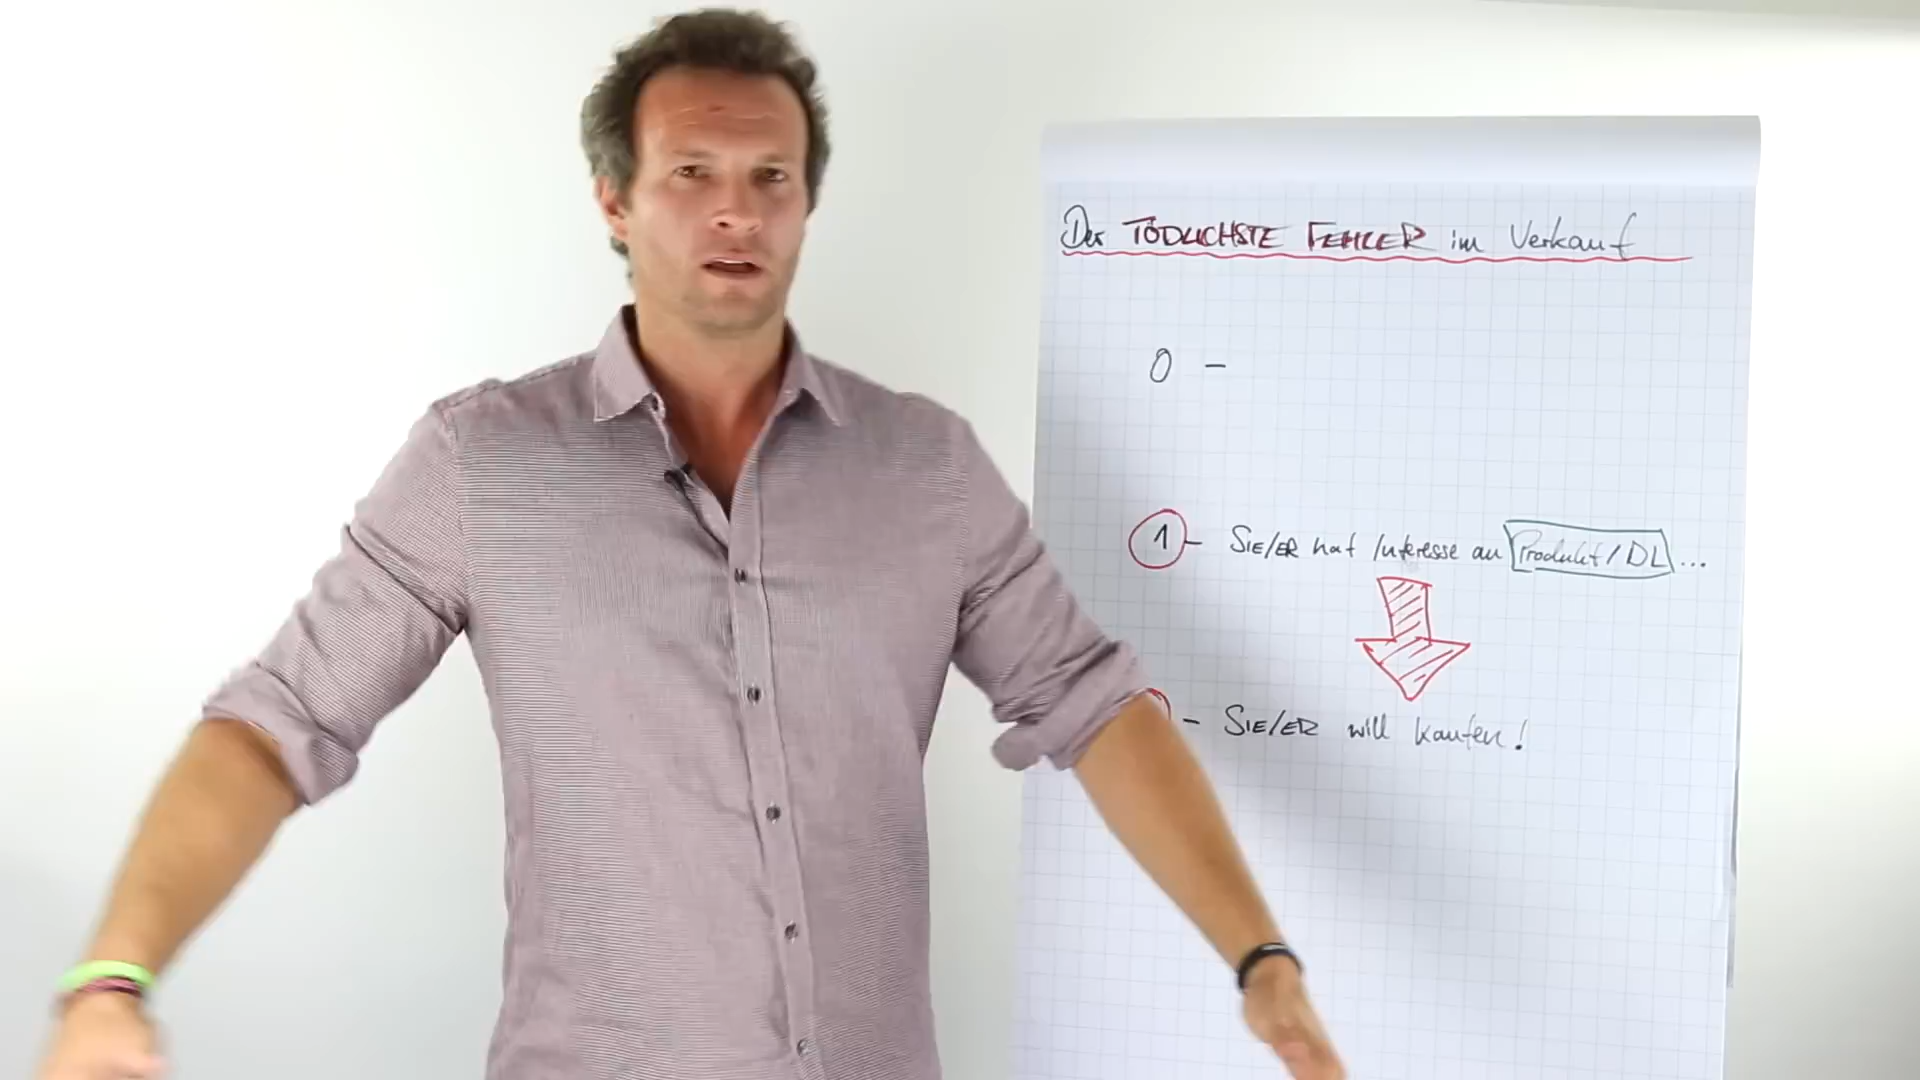 Der TÖDLICHSTE FEHLER im Verkauf
0 -
1 - SIE/ER hat Interesse an Produkt/DL ...
- SIE/ER will kaufen!